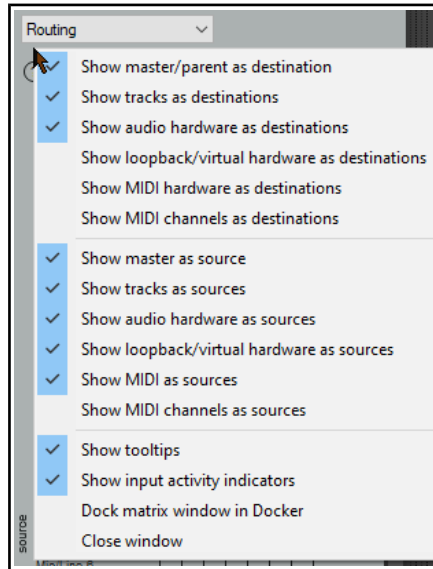 Routing
Show master/parent as destination
Show tracks as destinations
Show audio hardware as destinations
Show loopback/virtual hardware as destinations
Show MIDI hardware as destinations
Show MIDI channels as destinations
Show master as source
Show tracks as sources
Show audio hardware as sources
Show loopback/virtual hardware as sources
Show MIDI as sources
Show MIDI channels as sources
Show tooltips
Show input activity indicators
Dock matrix window in Docker
Close window
source